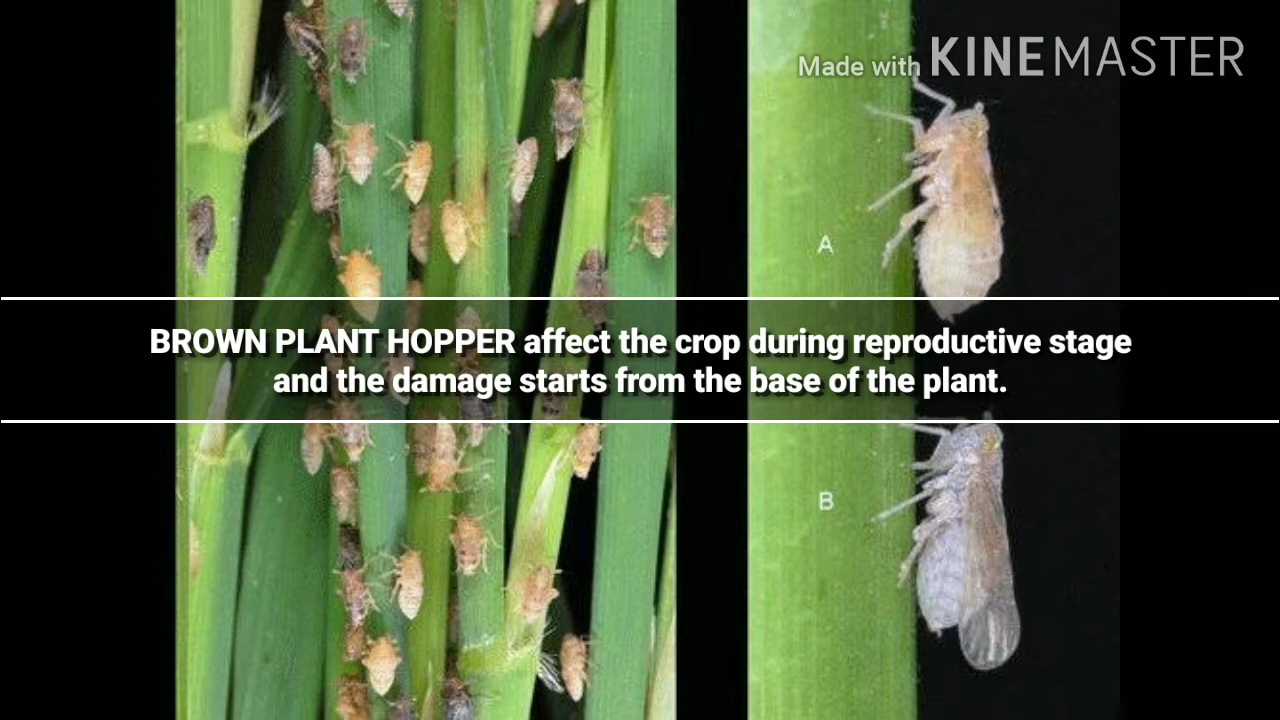 Made with KINEMASTER
A
BROWN PLANT HOPPER affect the crop during reproductive stage
and the damage starts from the base of the plant.
B